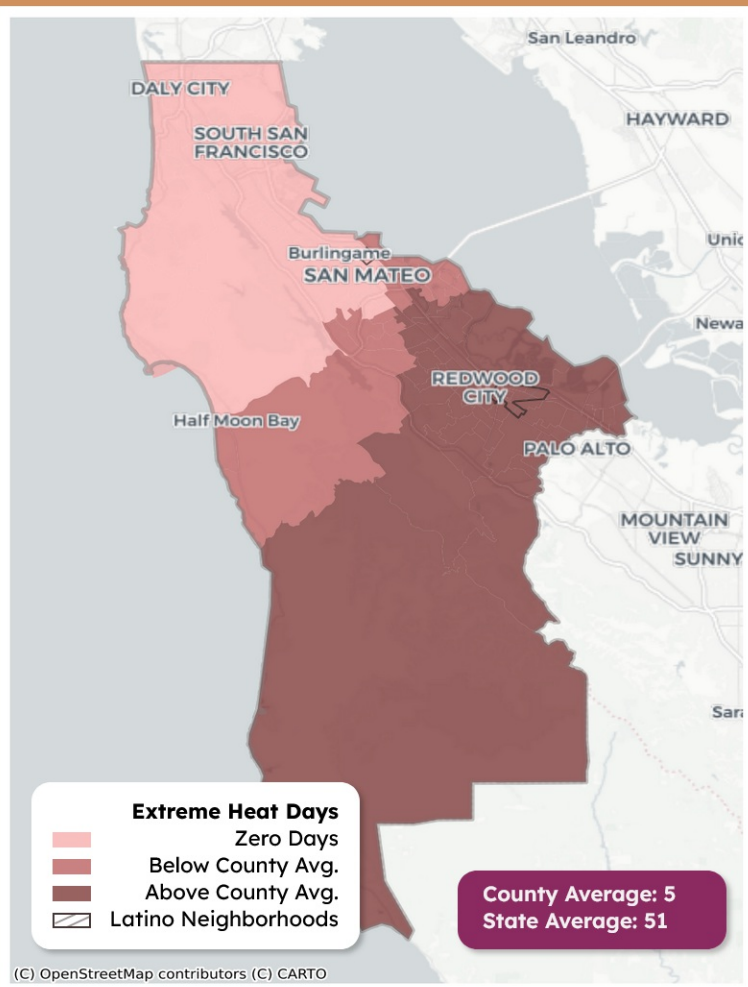 San Leandro
DALY CITY
HAYWARD
SOUTH SAN
FRANCISCO
Unic
Burlingame
SAN MATEO
Newa
REDWOOD
CITY
Half Moon Bay
PALO ALTO
MOUNTAIN
VIEW
SUNNY
Sara
Extreme Heat Days
Zero Days
Below County Avg.
Above County Avg.
Latino Neighborhoods
County Average: 5
State Average: 51
(C) OpenStreetMap contributors (C) CARTO